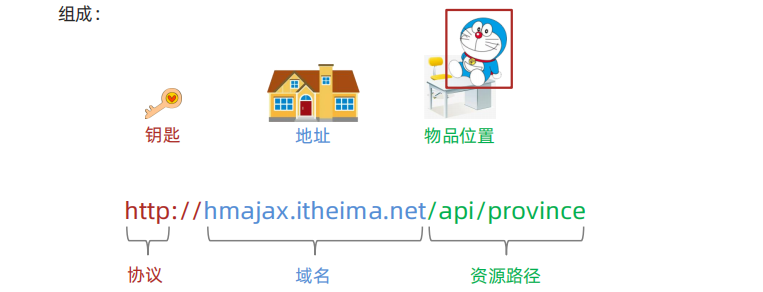 组成：
钥匙 地址 物品位置
http://hmajax.itheima.net/api/province
协议 域名 资源路径